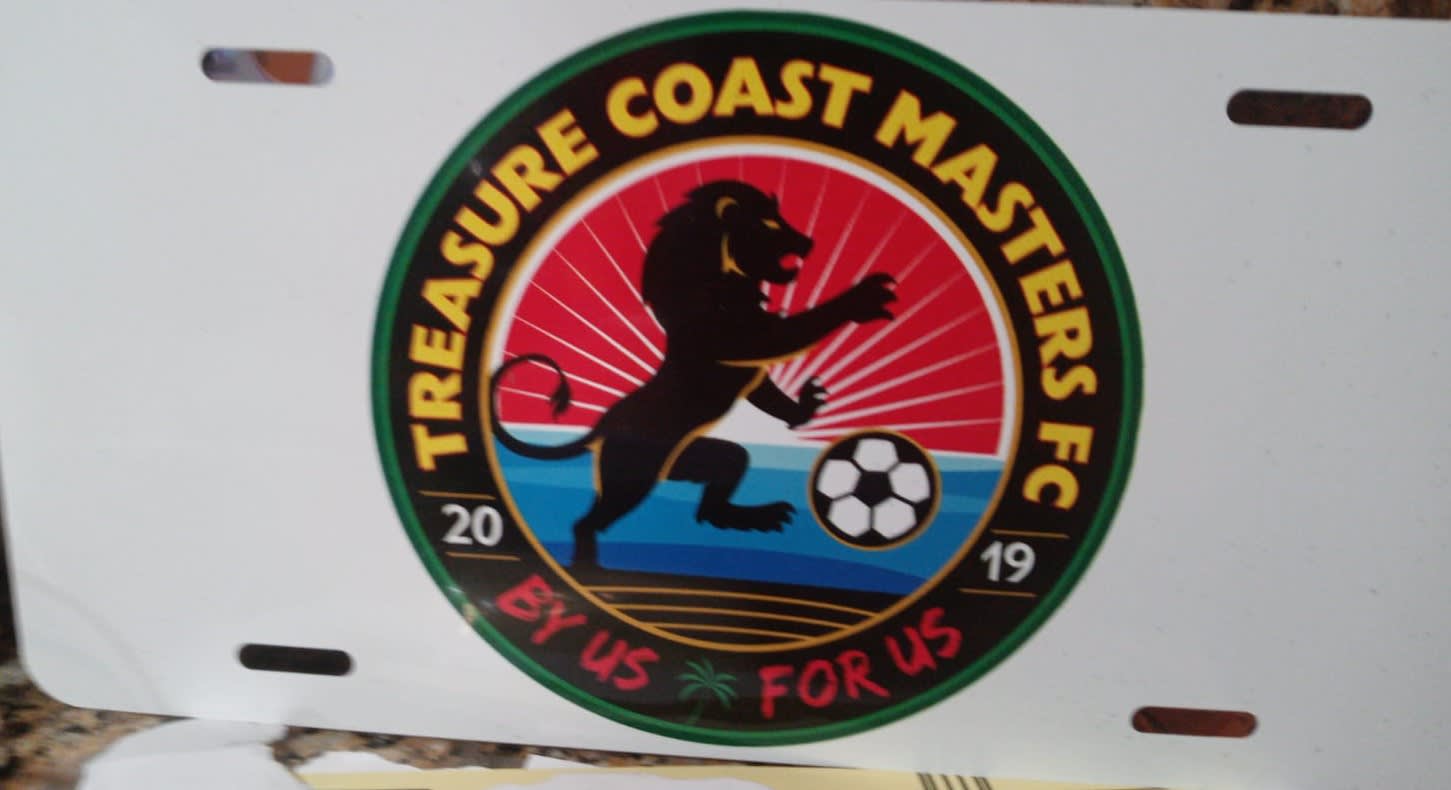 TREASURE COAST MASTERS FC
20 19
BY US FOR US